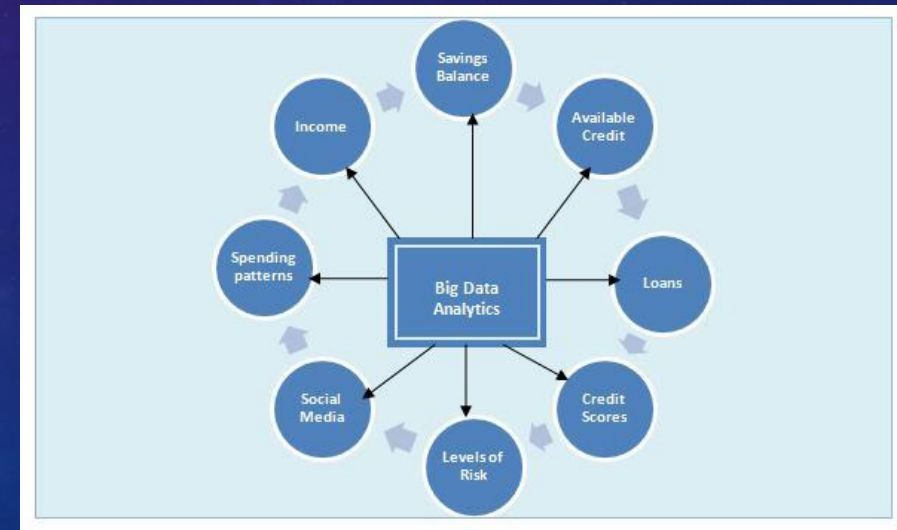 Savings
Balance
Available
Credit
Income
Spending
patterns
Big Data
Analytics
Loans
Social
Media
Credit
Scores
Levels of
Risk